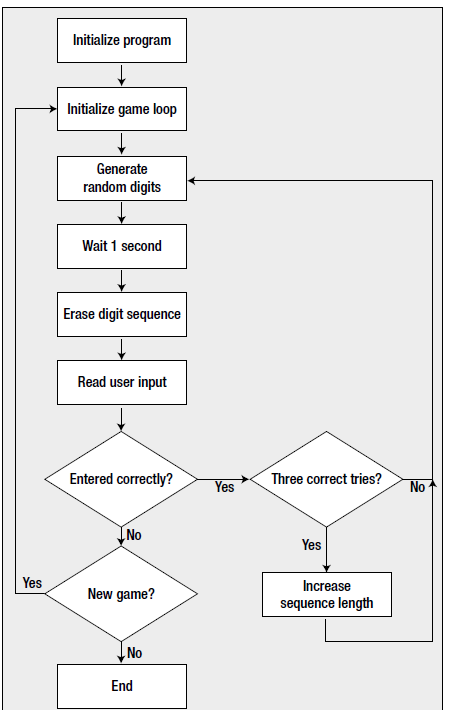 Initialize program
Initialize game loop
Generate
random digits
Wait 1 second
Erase digit sequence
Read user input
Entered correctly?
Yes
Three correct tries?
No
No
Yes
Yes
New game?
Increase
sequence length
No
End